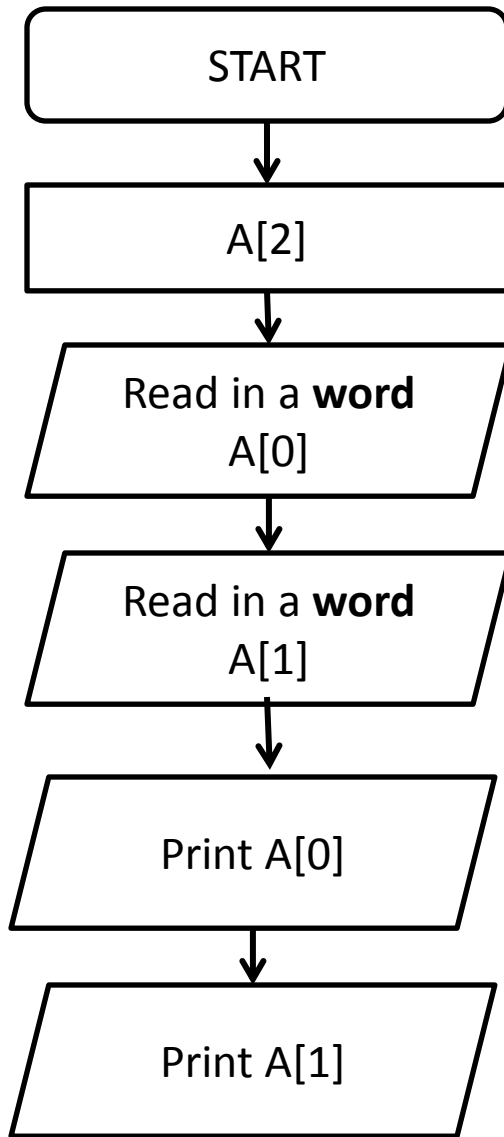 START
A[2]
Read in a word
A[0]
Read in a word
A[1]
Print A[0]
Print A[1]